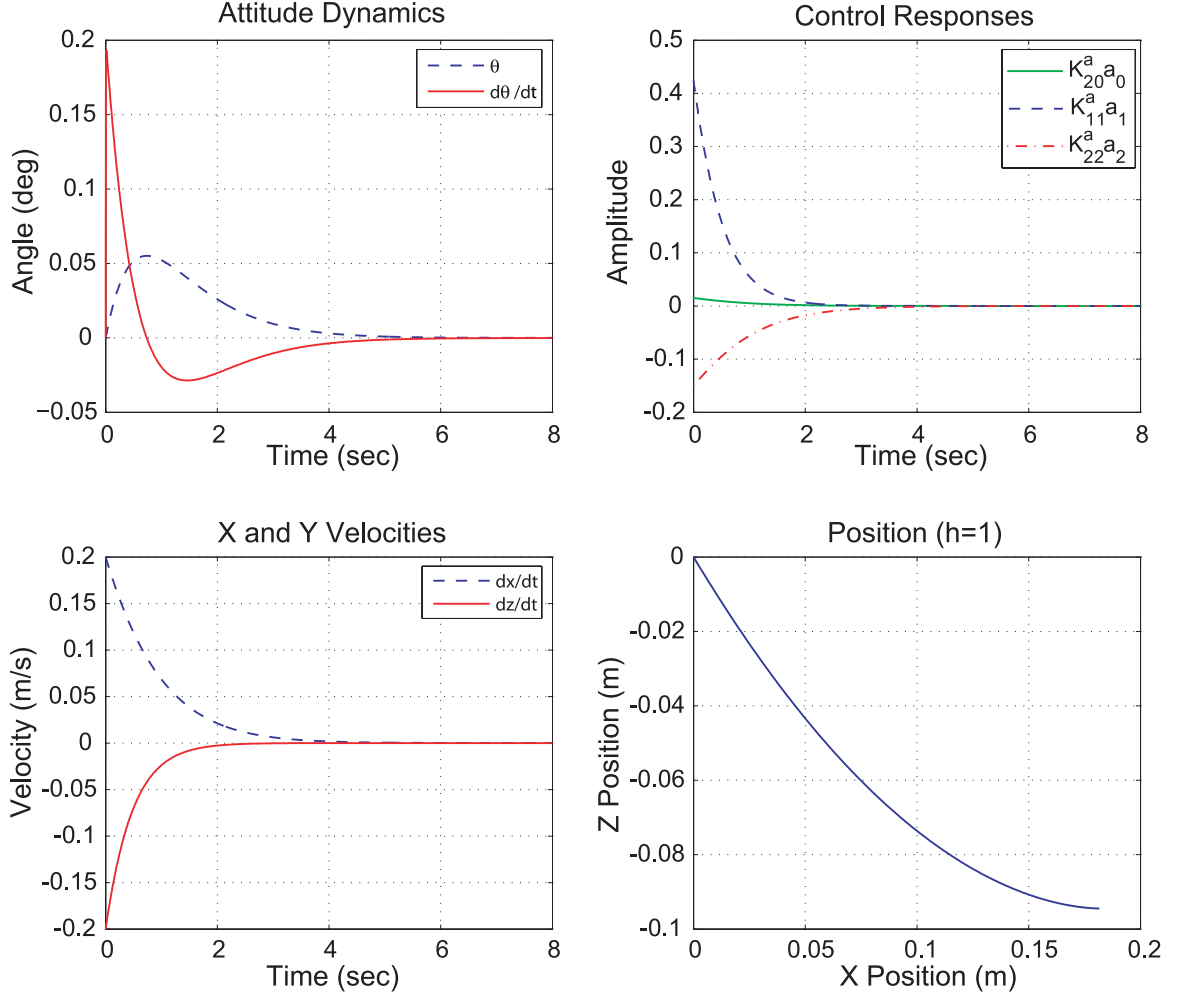 Attitude Dynamics
0.2
0.15
0.1
0.05
0
−0.05
Angle (deg)
θ
dθ/dt
0
2
4
6
8
Time (sec)
Control Responses
0.5
0.4
0.3
0.2
0.1
0
-0.1
-0.2
Amplitude
K^a_20 a_0
K^a_11 a_1
K^a_22 a_2
0
2
4
6
8
Time (sec)
X and Y Velocities
0.2
0.15
0.1
0.05
0
-0.05
-0.1
-0.15
-0.2
Velocity (m/s)
dx/dt
dz/dt
0
2
4
6
8
Time (sec)
Position (h=1)
0
-0.02
-0.04
-0.06
-0.08
-0.1
Z Position (m)
0
0.05
0.1
0.15
0.2
X Position (m)